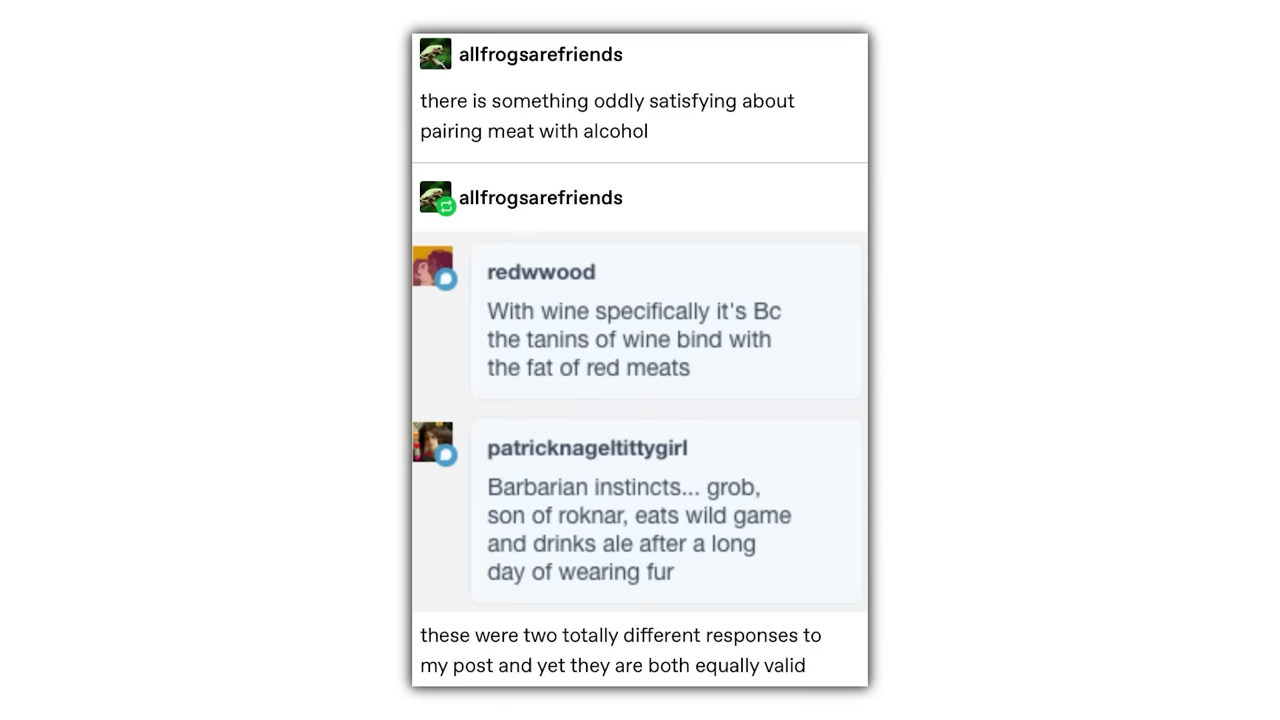 allfrogsarefriends
there is something oddly satisfying about
pairing meat with alcohol
allfrogsarefriends
redwwood
With wine specifically it's Bc
the tanins of wine bind with
the fat of red meats
patricknageltittygirl
Barbarian instincts... grob,
son of roknar, eats wild game
and drinks ale after a long
day of wearing fur
these were two totally different responses to
my post and yet they are both equally valid